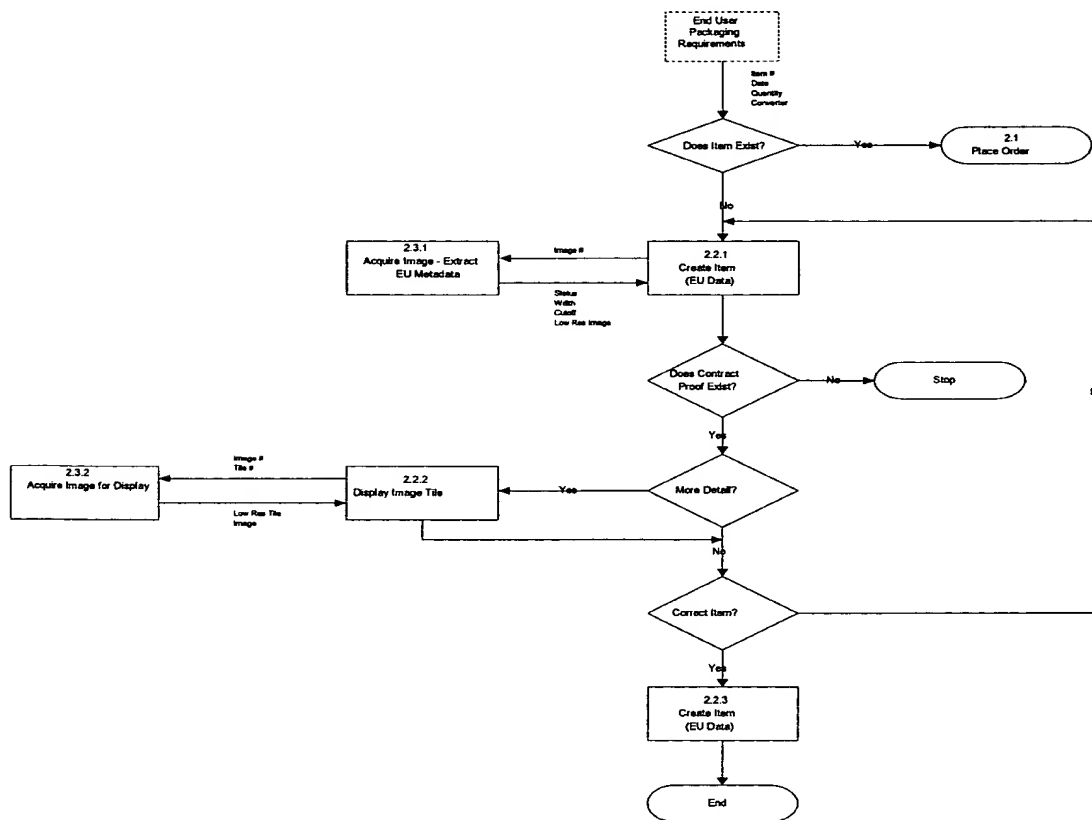 End User
Packaging
Requirements
Item #
Date
Quantity
Converter
Does Item Exist?
Yes
2.1
Place Order
No
2.3.1
Acquire Image - Extract
EU Metadata
Image #
2.2.1
Create Item
(EU Data)
Status
Width
Cutoff
Low Res Image
Does Contract
Proof Exist?
No
Stop
Yes
2.3.2
Acquire Image for Display
Image #
Tile #
2.2.2
Display Image Tile
Yes
More Detail?
Low Res Tile
Image
No
Correct Item?
Yes
2.2.3
Create Item
(EU Data)
End